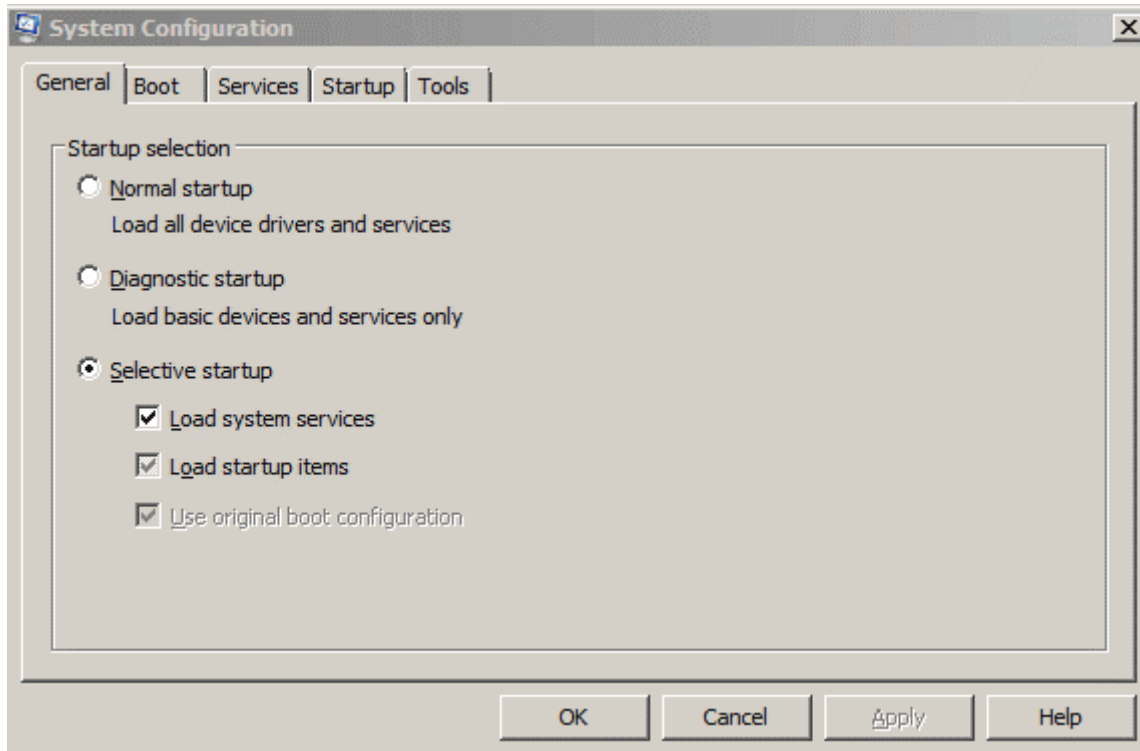 System Configuration
General Boot Services Startup Tools
Startup selection
Normal startup
Load all device drivers and services
Diagnostic startup
Load basic devices and services only
Selective startup
Load system services
Load startup items
Use original boot configuration
OK Cancel Apply Help